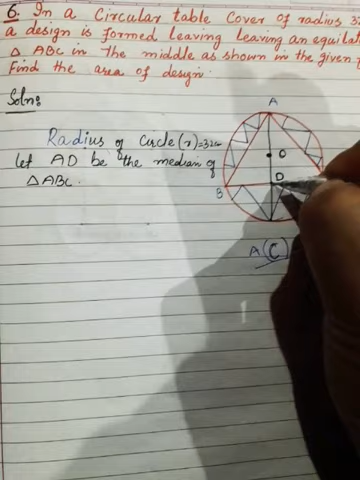 6. In a Circular table Cover of radius 32
a design is formed leaving leaving an equilat
△ ABC in the middle as shown in the given
Find the area of design.
Soln:
A
Radius of circle (r) = 32cm
O
let AD be the median of
D
△ABC.
B
A (C)